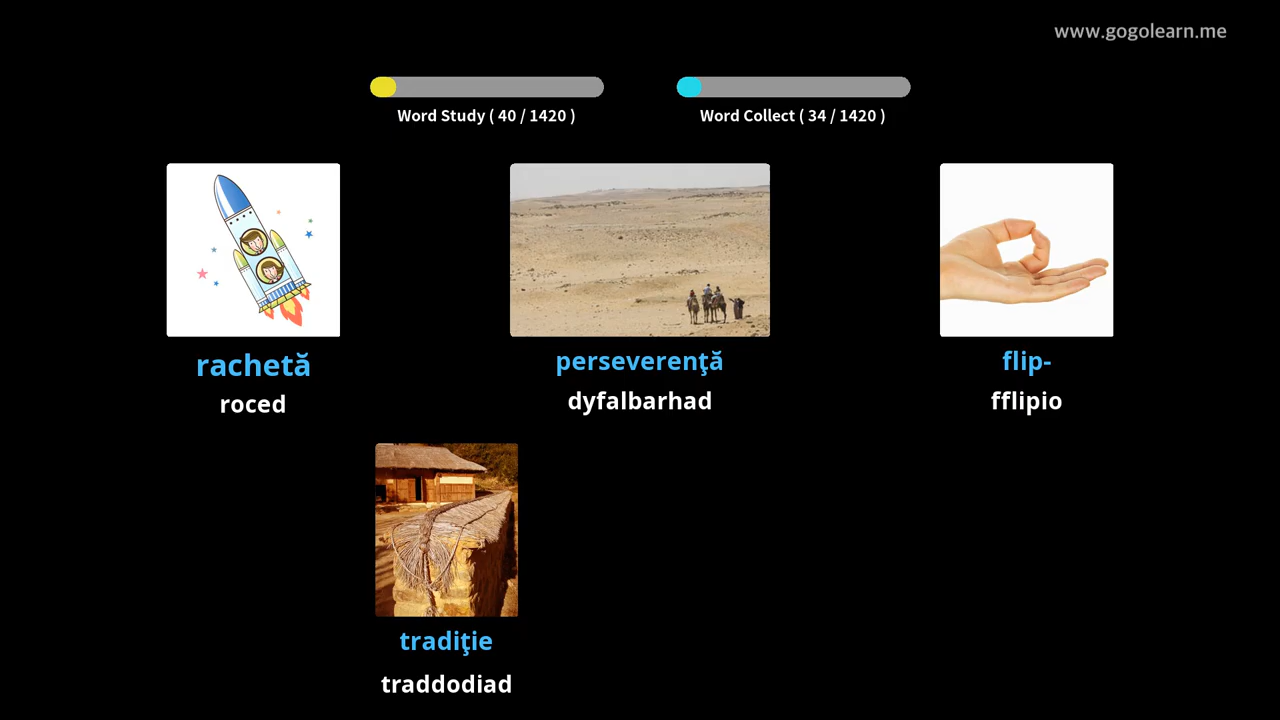 www.gogolearn.me
Word Study ( 40 / 1420 )
Word Collect ( 34 / 1420 )
rachetă
perseverenţă
flip-
roced
dyfalbarhad
fflipio
tradiţie
traddodiad